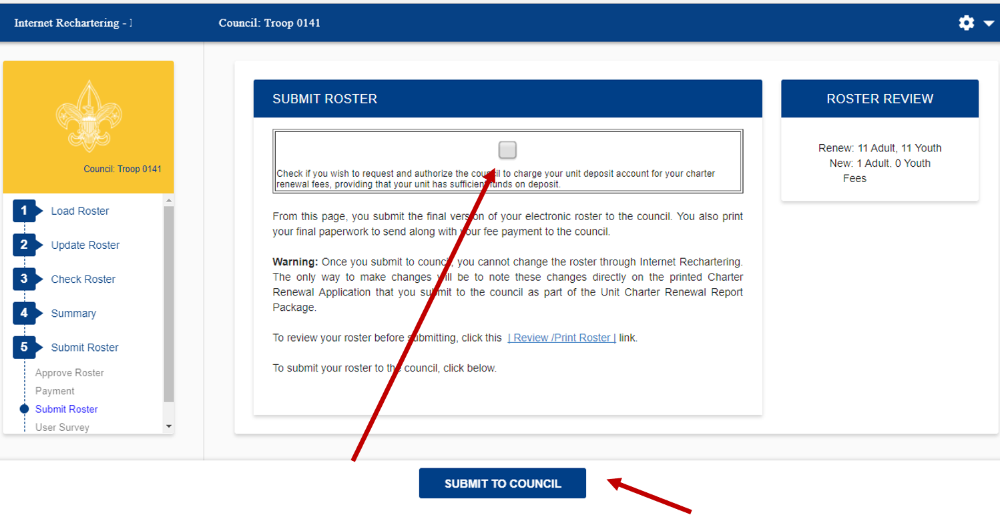 Internet Rechartering -
Council: Troop 0141
Council: Troop 0141
1 Load Roster
2 Update Roster
3 Check Roster
4 Summary
5 Submit Roster
Approve Roster
Payment
Submit Roster
User Survey
SUBMIT ROSTER
Check if you wish to request and authorize the council to charge your unit deposit account for your charter
renewal fees, providing that your unit has sufficient funds on deposit.
From this page, you submit the final version of your electronic roster to the council. You also print
your final paperwork to send along with your fee payment to the council.
Warning: Once you submit to council, you cannot change the roster through Internet Rechartering.
The only way to make changes will be to note these changes directly on the printed Charter
Renewal Application that you submit to the council as part of the Unit Charter Renewal Report
Package.
To review your roster before submitting, click this | Review /Print Roster | link.
To submit your roster to the council, click below.
ROSTER REVIEW
Renew: 11 Adult, 11 Youth
New: 1 Adult. 0 Youth
Fees
SUBMIT TO COUNCIL